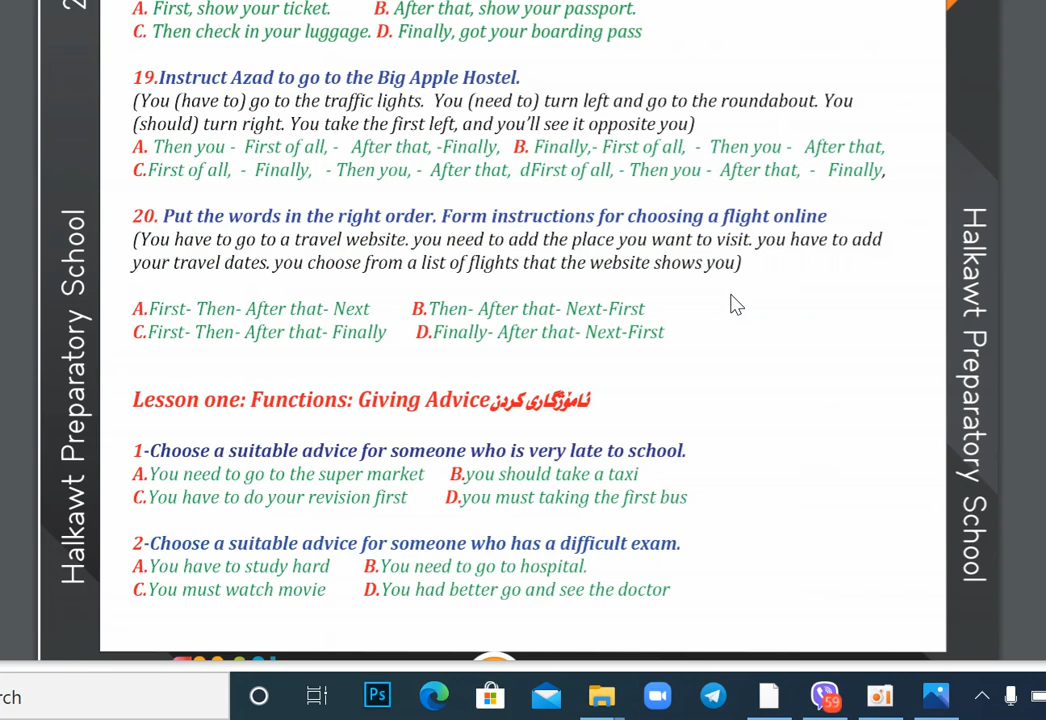 A. First, show your ticket. B. After that, show your passport.
C. Then check in your luggage. D. Finally, got your boarding pass
19.Instruct Azad to go to the Big Apple Hostel.
(You (have to) go to the traffic lights. You (need to) turn left and go to the roundabout. You
(should) turn right. You take the first left, and you'll see it opposite you)
A. Then you - First of all, - After that, -Finally, B. Finally,- First of all, - Then you - After that,
C.First of all, - Finally, - Then you, - After that, dFirst of all, - Then you - After that, - Finally,
20. Put the words in the right order. Form instructions for choosing a flight online
(You have to go to a travel website. you need to add the place you want to visit. you have to add
your travel dates. you choose from a list of flights that the website shows you)
A.First- Then- After that- Next B.Then- After that- Next-First
C.First- Then- After that- Finally D.Finally- After that- Next-First
Lesson one: Functions: Giving Advice ئامۆژگاری کردن
1-Choose a suitable advice for someone who is very late to school.
A.You need to go to the super market B.you should take a taxi
C.You have to do your revision first D.you must taking the first bus
2-Choose a suitable advice for someone who has a difficult exam.
A.You have to study hard B.You need to go to hospital.
C.You must watch movie D.You had better go and see the doctor
Halkawt Preparatory School
Halkawt Preparatory School
rch
Ps
59